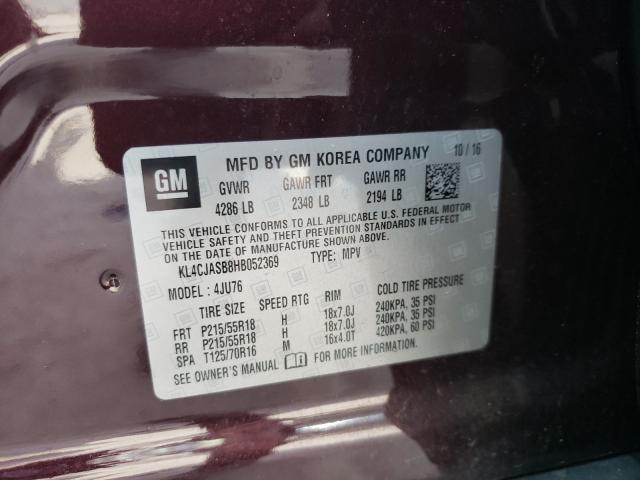 GM
MFD BY GM KOREA COMPANY 10/16
GVWR GAWR FRT GAWR RR
4286 LB 2348 LB 2194 LB
THIS VEHICLE CONFORMS TO ALL APPLICABLE U.S. FEDERAL MOTOR
VEHICLE SAFETY AND THEFT PREVENTION STANDARDS IN EFFECT
ON THE DATE OF MANUFACTURE SHOWN ABOVE.
KL4CJASB8HB052369 TYPE: MPV
MODEL: 4JU76
TIRE SIZE SPEED RTG RIM COLD TIRE PRESSURE
FRT P215/55R18 H 18x7.0J 240KPA, 35 PSI
RR P215/55R18 H 18x7.0J 240KPA, 35 PSI
SPA T125/70R16 M 16x4.0T 420KPA, 60 PSI
SEE OWNER'S MANUAL FOR MORE INFORMATION.